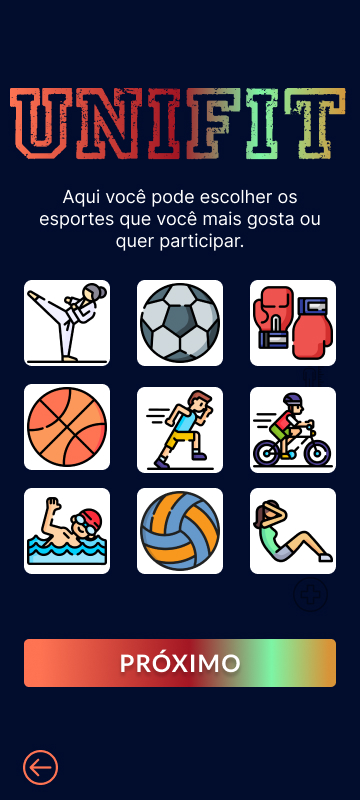 UNIFIT
Aqui você pode escolher os
esportes que você mais gosta ou
quer participar.
PRÓXIMO